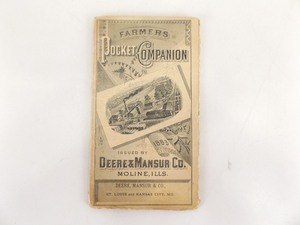 FARMERS
POCKET COMPANION
ISSUED BY
DEERE & MANSUR CO.
MOLINE, ILLS.
DEERE, MANSUR & CO.
ST. LOUIS AND KANSAS CITY, MO.